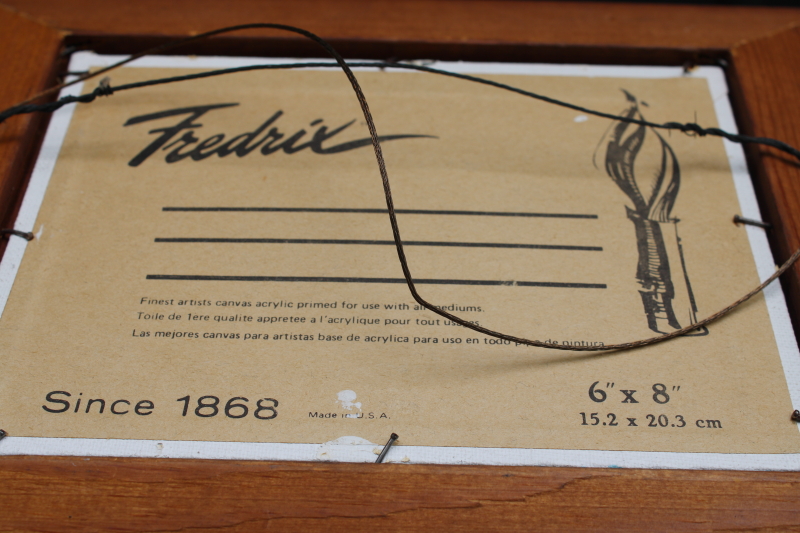 Fredrix
Finest artists canvas acrylic primed for use with all mediums.
Toile de 1ere qualite appretee a l'acrylique pour tout usages.
Las mejores canvas para artistas base de acrylica para uso en todo tipo de pintura.
Since 1868
Made in U.S.A.
6" x 8"
15.2 x 20.3 cm